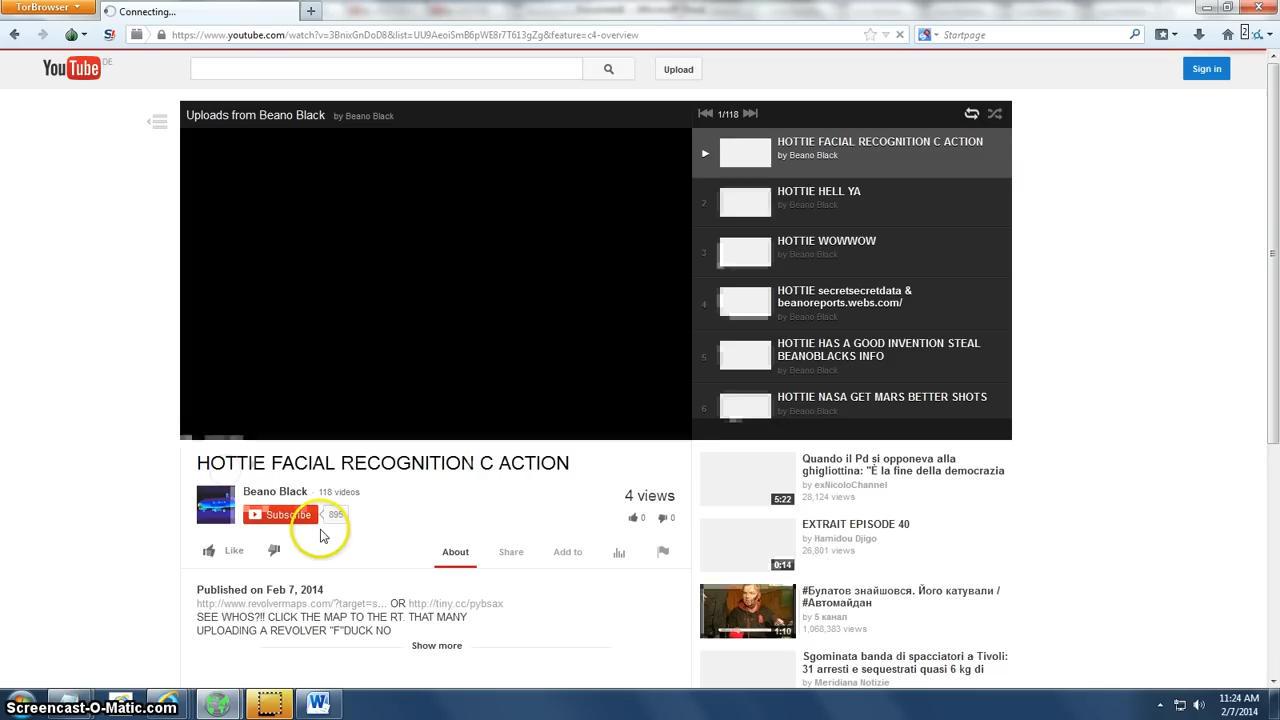 TorBrowser
Connecting...
https://www.youtube.com/watch?v=3BnixGnDoD8&list=UU9AeoiSmB6pWE8r7T613gZg&feature=c4-overview
Startpage
2
YouTube DE
Upload
Sign in
Uploads from Beano Black by Beano Black
1/118
HOTTIE FACIAL RECOGNITION C ACTION
by Beano Black
2
HOTTIE HELL YA
by Beano Black
3
HOTTIE WOWWOW
by Beano Black
4
HOTTIE secretsecretdata &
beanoreports.webs.com/
by Beano Black
5
HOTTIE HAS A GOOD INVENTION STEAL
BEANOBLACKS INFO
by Beano Black
6
HOTTIE NASA GET MARS BETTER SHOTS
by Beano Black
HOTTIE FACIAL RECOGNITION C ACTION
Beano Black · 118 videos
Subscribe 895
4 views
0 0
Like
About Share Add to
Published on Feb 7, 2014
http://www.revolvermaps.com/?target=s... OR http://tiny.cc/pybsax
SEE WHOS?!! CLICK THE MAP TO THE RT. THAT MANY
UPLOADING A REVOLVER "F"DUCK NO
Show more
5:22
Quando il Pd si opponeva alla
ghigliottina: "È la fine della democrazia
by exNicoloChannel
28,124 views
0:14
EXTRAIT EPISODE 40
by Hamidou Djigo
26,801 views
1:10
#Булатов знайшовся. Його катували /
#Автомайдан
by 5 канал
1,068,383 views
Sgominata banda di spacciatori a Tivoli:
31 arresti e sequestrati quasi 6 kg di
by Meridiana Notizie
Screencast-O-Matic.com
11:24 AM
2/7/2014